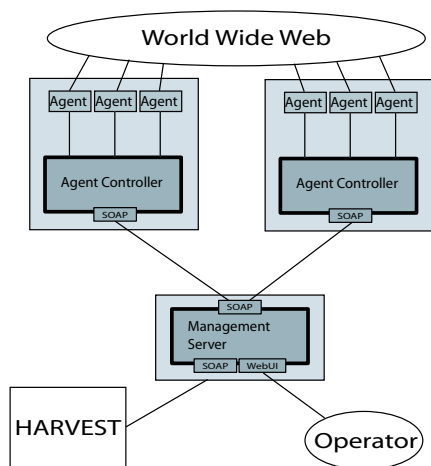 World Wide Web
Agent Agent Agent
Agent Agent Agent
Agent Controller
Agent Controller
SOAP
SOAP
SOAP
Management
Server
SOAP WebUI
HARVEST
Operator